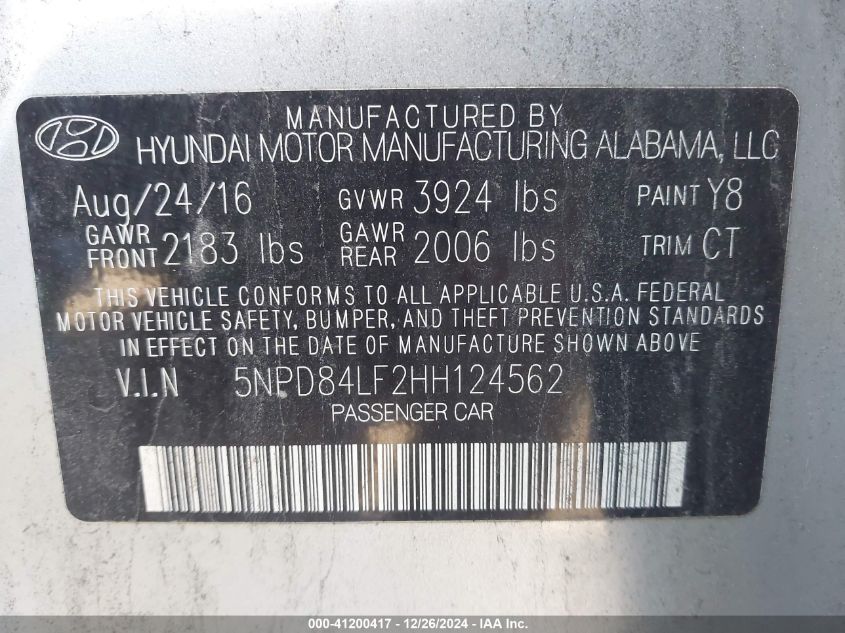 MANUFACTURED BY
HYUNDAI MOTOR MANUFACTURING ALABAMA, LLC
Aug/24/16 GVWR 3924 lbs PAINT Y8
GAWR FRONT 2183 lbs GAWR REAR 2006 lbs TRIM CT
THIS VEHICLE CONFORMS TO ALL APPLICABLE U.S.A. FEDERAL
MOTOR VEHICLE SAFETY, BUMPER, AND THEFT PREVENTION STANDARDS
IN EFFECT ON THE DATE OF MANUFACTURE SHOWN ABOVE
V.I.N 5NPD84LF2HH124562
PASSENGER CAR
000-41200417 - 12/26/2024 - IAA Inc.